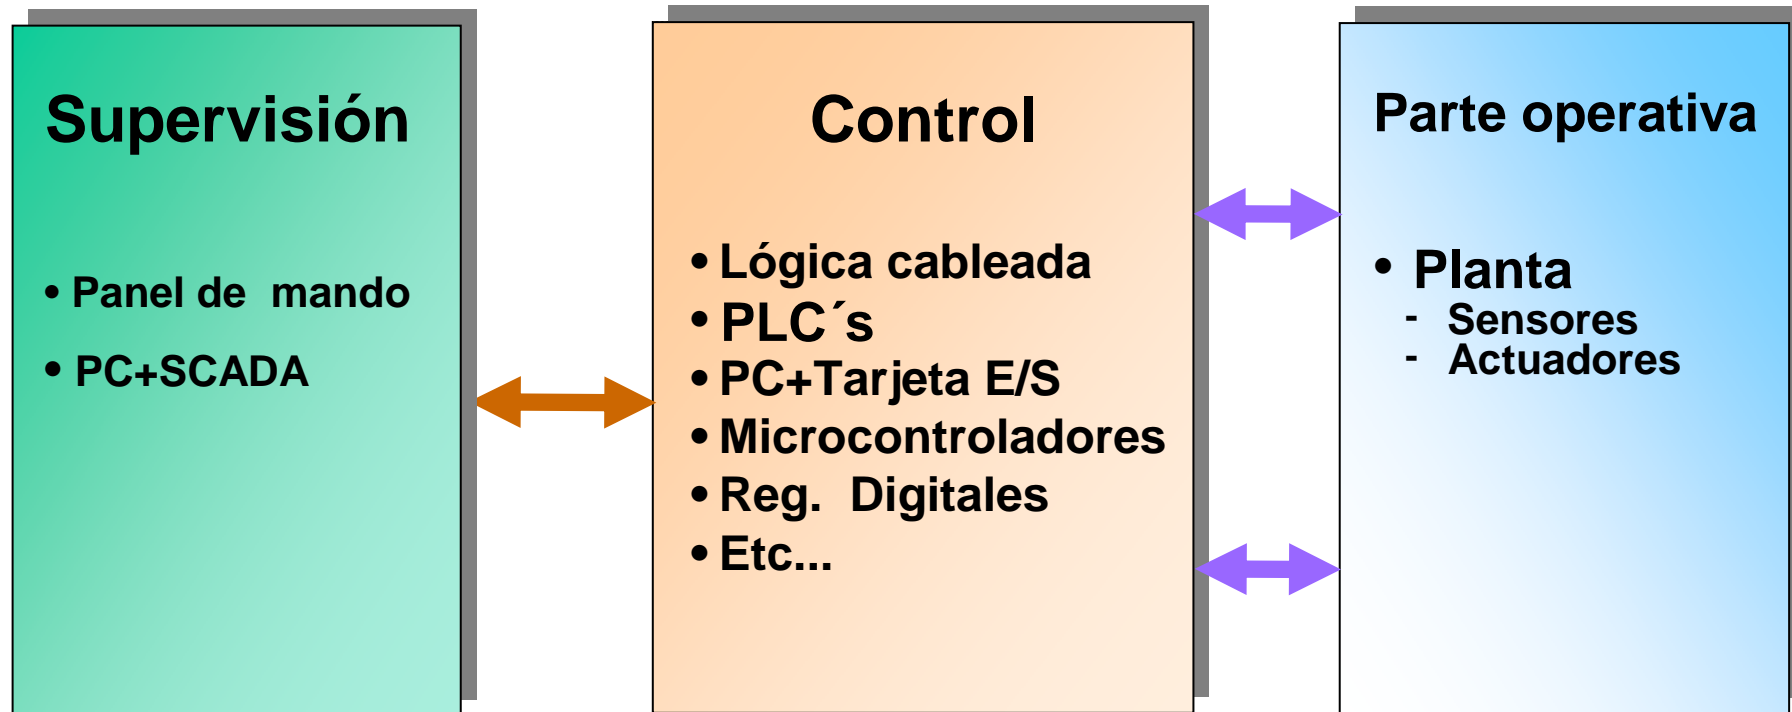 Supervisión
• Panel de mando
• PC+SCADA
Control
• Lógica cableada
• PLC´s
• PC+Tarjeta E/S
• Microcontroladores
• Reg. Digitales
• Etc...
Parte operativa
• Planta
- Sensores
- Actuadores